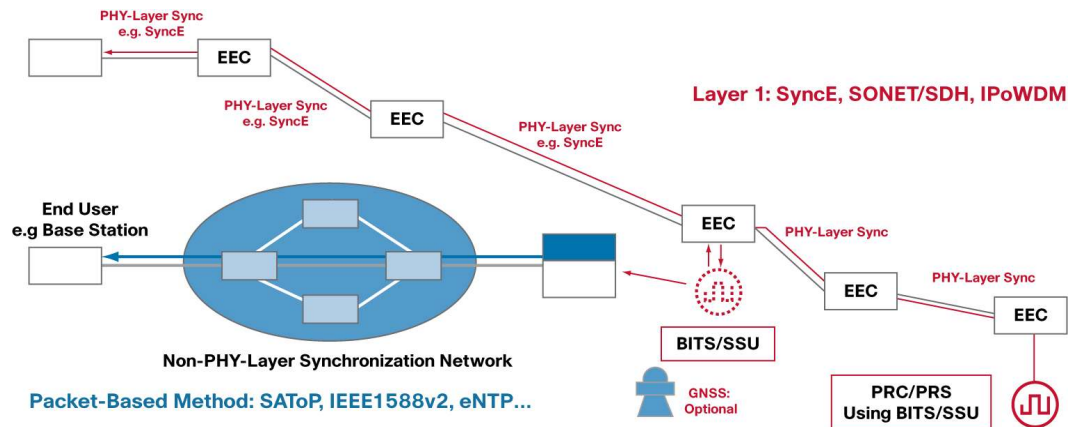 PHY-Layer Sync
e.g. SyncE
EEC
PHY-Layer Sync
e.g. SyncE
EEC
Layer 1: SyncE, SONET/SDH, IPoWDM
PHY-Layer Sync
e.g. SyncE
End User
e.g Base Station
EEC
PHY-Layer Sync
EEC
PHY-Layer Sync
EEC
BITS/SSU
Non-PHY-Layer Synchronization Network
GNSS:
Optional
PRC/PRS
Using BITS/SSU
Packet-Based Method: SAToP, IEEE1588v2, eNTP...